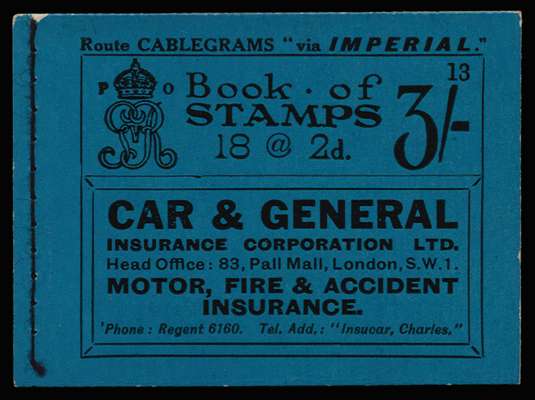 Route CABLEGRAMS "via IMPERIAL."
13
P O
Book · of
STAMPS
18 @ 2d.
3/-
CAR & GENERAL
INSURANCE CORPORATION LTD.
Head Office: 83, Pall Mall, London, S.W.1.
MOTOR, FIRE & ACCIDENT
INSURANCE.
'Phone: Regent 6160. Tel. Add.: "Insucar, Charles."